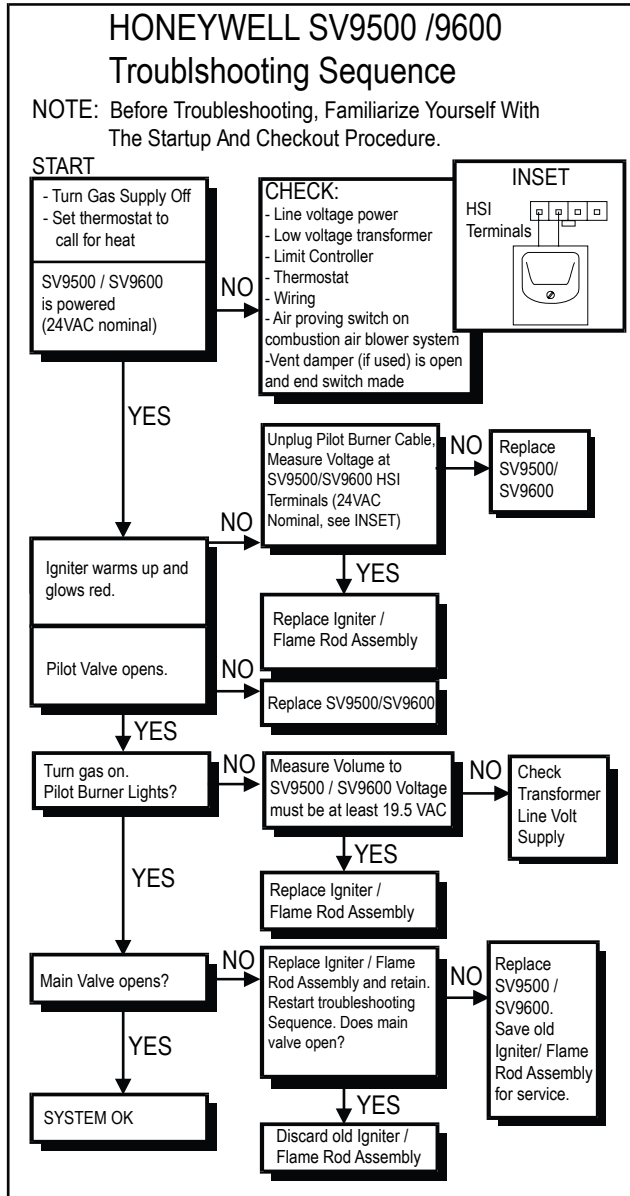 HONEYWELL SV9500 /9600
Troublshooting Sequence
NOTE: Before Troubleshooting, Familiarize Yourself With
The Startup And Checkout Procedure.
START
- Turn Gas Supply Off
- Set thermostat to
call for heat
SV9500 / SV9600
is powered
(24VAC nominal)
NO
CHECK:
- Line voltage power
- Low voltage transformer
- Limit Controller
- Thermostat
- Wiring
- Air proving switch on
combustion air blower system
-Vent damper (if used) is open
and end switch made
INSET
HSI
Terminals
YES
Igniter warms up and
glows red.
NO
Unplug Pilot Burner Cable,
Measure Voltage at
SV9500/SV9600 HSI
Terminals (24VAC
Nominal, see INSET)
NO
Replace
SV9500/
SV9600
YES
Replace Igniter /
Flame Rod Assembly
Pilot Valve opens.
NO
Replace SV9500/SV9600
YES
Turn gas on.
Pilot Burner Lights?
NO
Measure Volume to
SV9500 / SV9600 Voltage
must be at least 19.5 VAC
NO
Check
Transformer
Line Volt
Supply
YES
Replace Igniter /
Flame Rod Assembly
YES
Main Valve opens?
NO
Replace Igniter / Flame
Rod Assembly and retain.
Restart troubleshooting
Sequence. Does main
valve open?
NO
Replace
SV9500 /
SV9600.
Save old
Igniter/ Flame
Rod Assembly
for service.
YES
SYSTEM OK
YES
Discard old Igniter /
Flame Rod Assembly